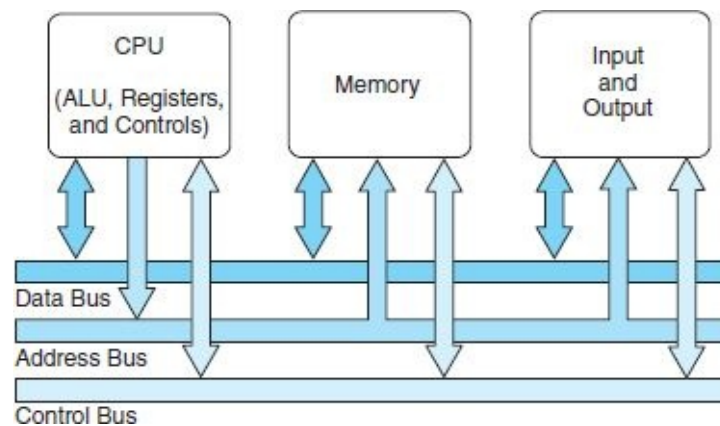 CPU
(ALU, Registers,
and Controls)
Memory
Input
and
Output
Data Bus
Address Bus
Control Bus